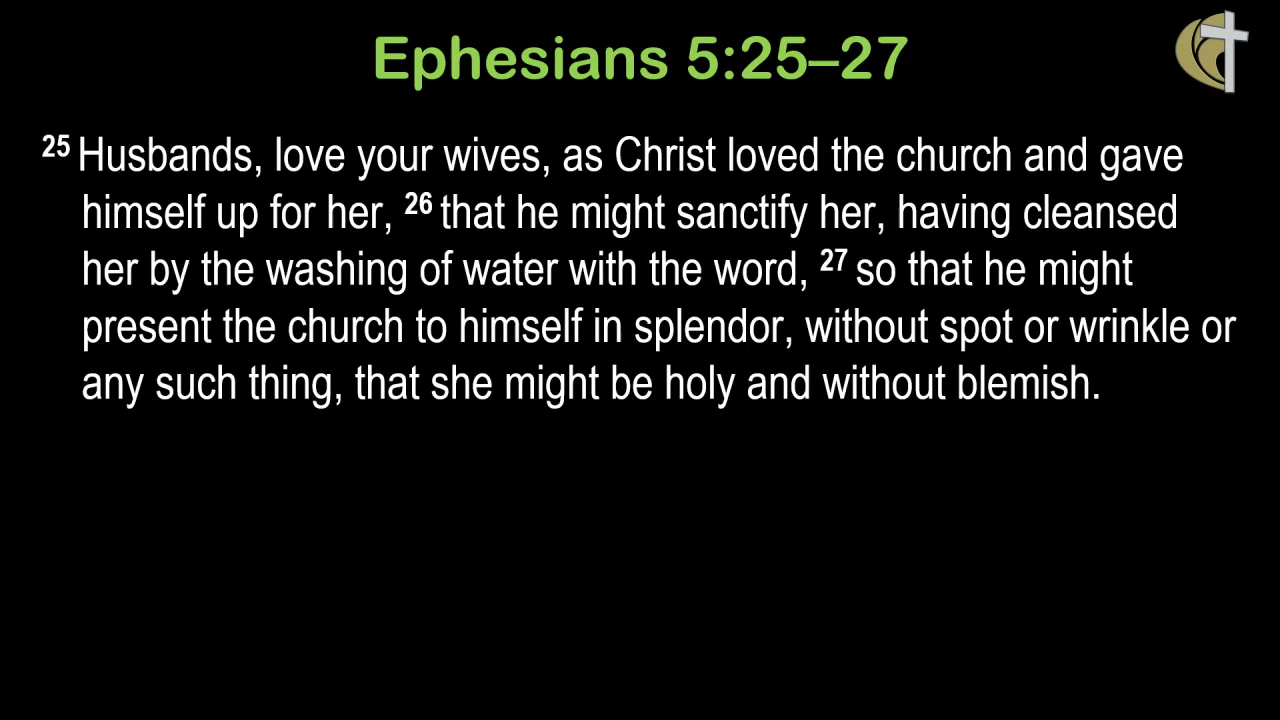 Ephesians 5:25–27
25 Husbands, love your wives, as Christ loved the church and gave
himself up for her, 26 that he might sanctify her, having cleansed
her by the washing of water with the word, 27 so that he might
present the church to himself in splendor, without spot or wrinkle or
any such thing, that she might be holy and without blemish.